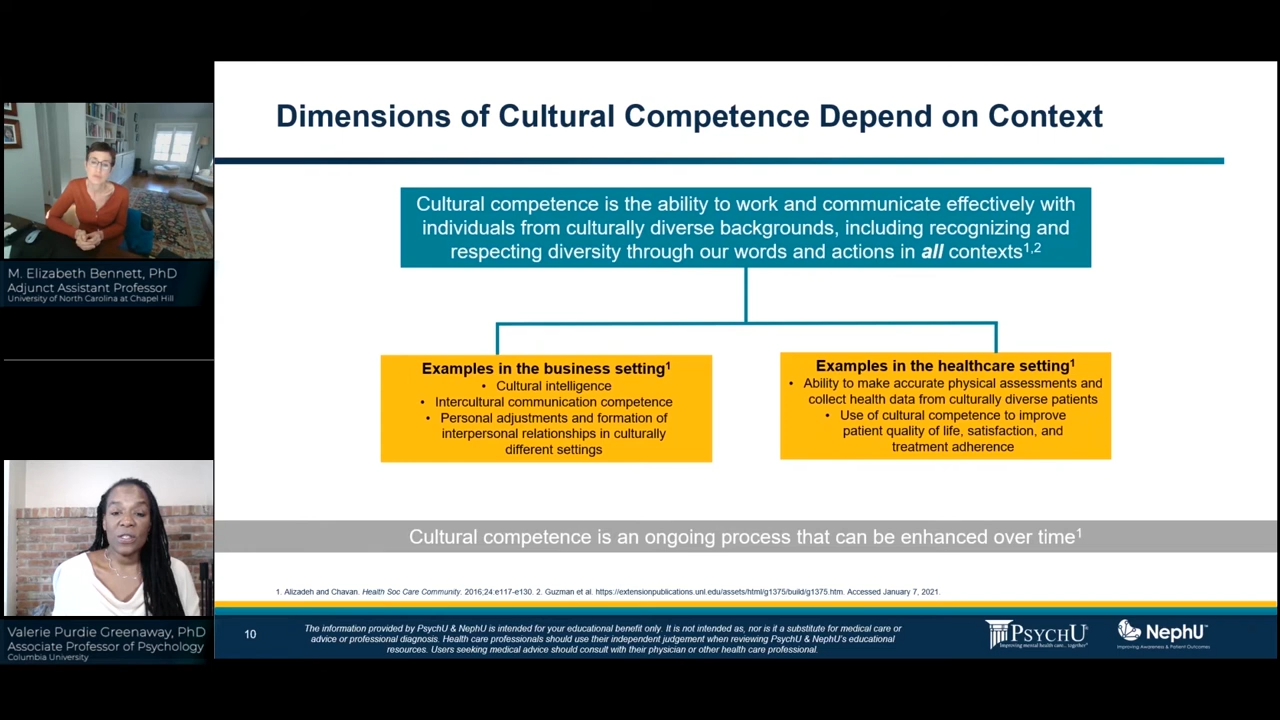 Dimensions of Cultural Competence Depend on Context
Cultural competence is the ability to work and communicate effectively with
individuals from culturally diverse backgrounds, including recognizing and
respecting diversity through our words and actions in all contexts1,2
Examples in the business setting1
• Cultural intelligence
• Intercultural communication competence
• Personal adjustments and formation of
interpersonal relationships in culturally
different settings
Examples in the healthcare setting1
• Ability to make accurate physical assessments and
collect health data from culturally diverse patients
• Use of cultural competence to improve
patient quality of life, satisfaction, and
treatment adherence
Cultural competence is an ongoing process that can be enhanced over time1
1. Alizadeh and Chavan. Health Soc Care Community. 2016;24:e117-e130. 2. Guzman et al. https://extensionpublications.unl.edu/assets/html/g1375/build/g1375.htm. Accessed January 7, 2021.
10
The information provided by PsychU & NephU is intended for your educational benefit only. It is not intended as, nor is it a substitute for medical care or
advice or professional diagnosis. Health care professionals should use their independent judgement when reviewing PsychU & NephU's educational
resources. Users seeking medical advice should consult with their physician or other health care professional.
PSYCHU™
Improving mental health care...together®
NephU™
Improving Awareness & Patient Outcomes
M. Elizabeth Bennett, PhD
Adjunct Assistant Professor
University of North Carolina at Chapel Hill
Valerie Purdie Greenaway, PhD
Associate Professor of Psychology
Columbia University